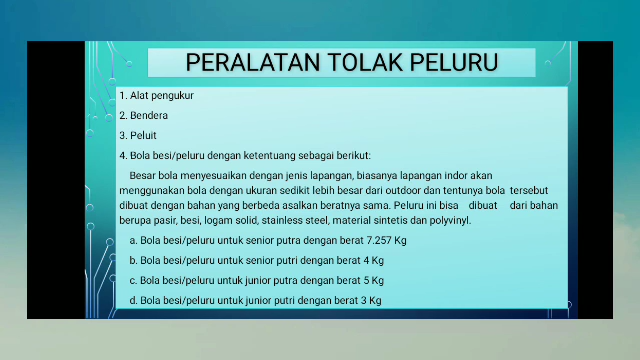 PERALATAN TOLAK PELURU
1. Alat pengukur
2. Bendera
3. Peluit
4. Bola besi/peluru dengan ketentuang sebagai berikut:
Besar bola menyesuaikan dengan jenis lapangan, biasanya lapangan indor akan
menggunakan bola dengan ukuran sedikit lebih besar dari outdoor dan tentunya bola tersebut
dibuat dengan bahan yang berbeda asalkan beratnya sama. Peluru ini bisa dibuat dari bahan
berupa pasir, besi, logam solid, stainless steel, material sintetis dan polyvinyl.
a. Bola besi/peluru untuk senior putra dengan berat 7.257 Kg
b. Bola besi/peluru untuk senior putri dengan berat 4 Kg
c. Bola besi/peluru untuk junior putra dengan berat 5 Kg
d. Bola besi/peluru untuk junior putri dengan berat 3 Kg